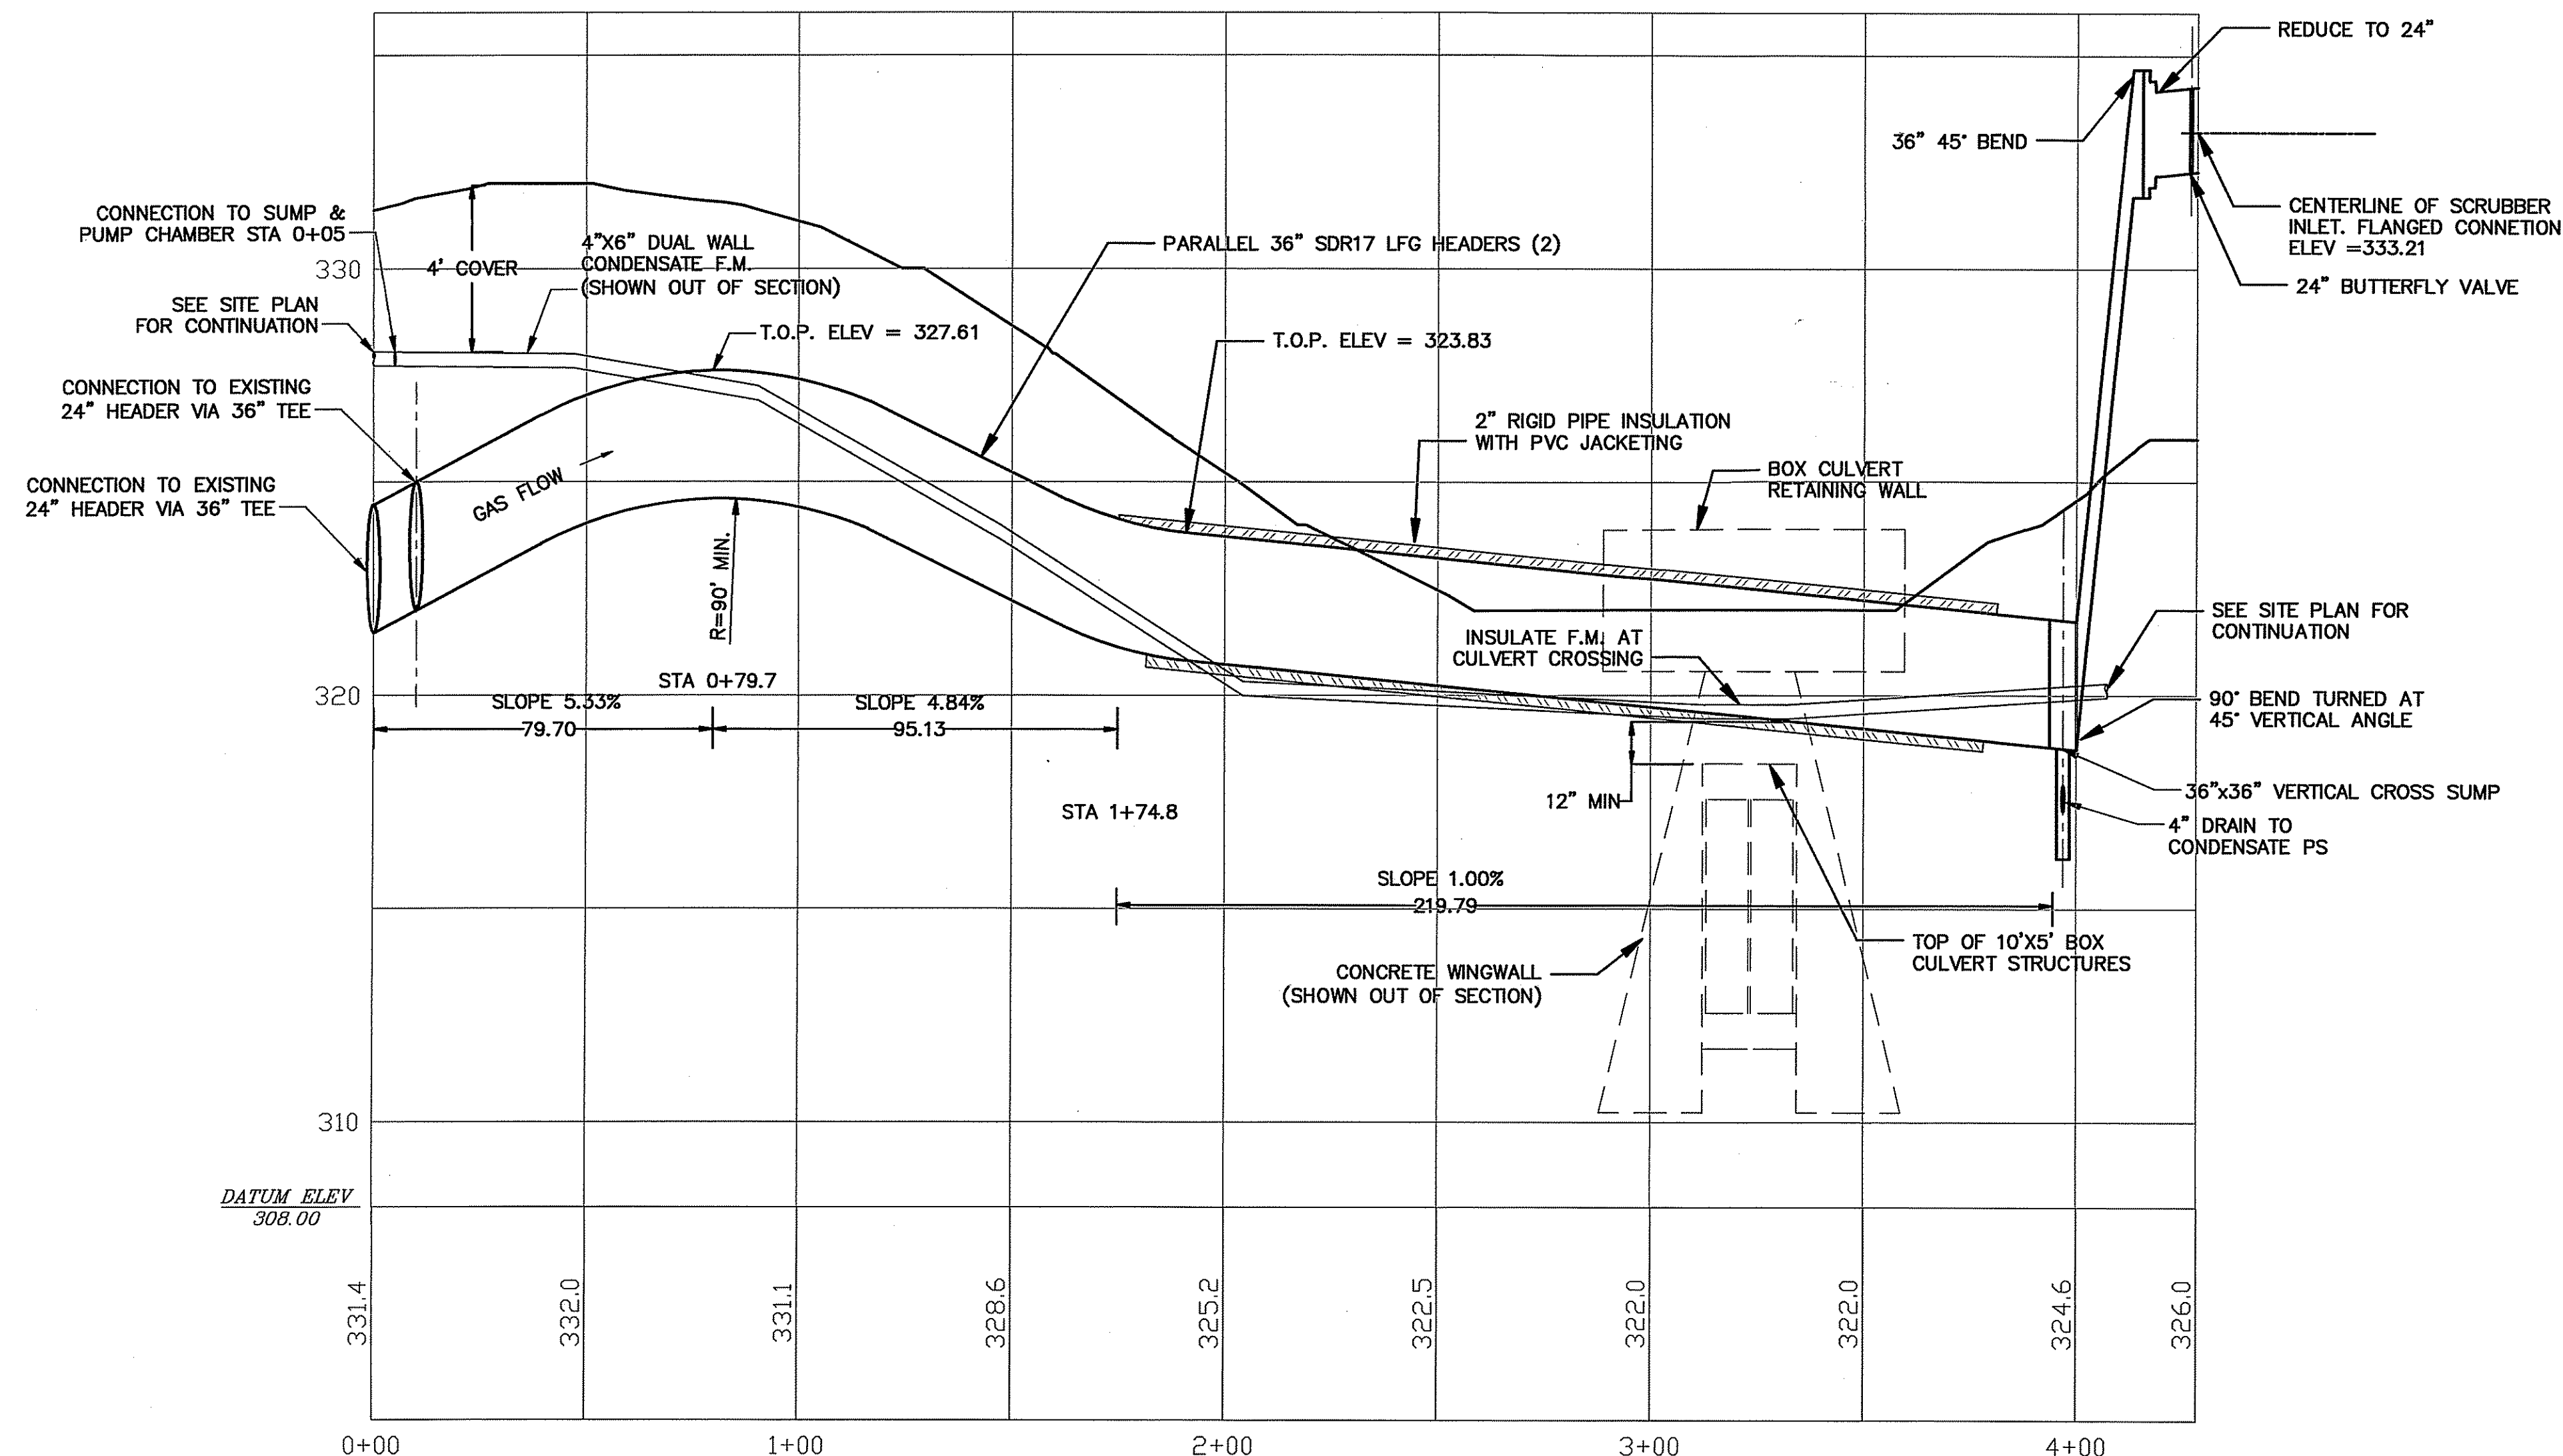 REDUCE TO 24"
36" 45° BEND
CENTERLINE OF SCRUBBER
INLET. FLANGED CONNETION
ELEV =333.21
24" BUTTERFLY VALVE
CONNECTION TO SUMP &
PUMP CHAMBER STA 0+05
330
4' COVER
4"X6" DUAL WALL
CONDENSATE F.M.
(SHOWN OUT OF SECTION)
PARALLEL 36" SDR17 LFG HEADERS (2)
SEE SITE PLAN
FOR CONTINUATION
T.O.P. ELEV = 327.61
T.O.P. ELEV = 323.83
CONNECTION TO EXISTING
24" HEADER VIA 36" TEE
CONNECTION TO EXISTING
24" HEADER VIA 36" TEE
GAS FLOW
2" RIGID PIPE INSULATION
WITH PVC JACKETING
BOX CULVERT
RETAINING WALL
R=90' MIN.
INSULATE F.M. AT
CULVERT CROSSING
SEE SITE PLAN FOR
CONTINUATION
320
STA 0+79.7
SLOPE 5.33%
79.70
SLOPE 4.84%
95.13
90° BEND TURNED AT
45° VERTICAL ANGLE
STA 1+74.8
12" MIN
36"x36" VERTICAL CROSS SUMP
4" DRAIN TO
CONDENSATE PS
SLOPE 1.00%
219.79
CONCRETE WINGWALL
(SHOWN OUT OF SECTION)
TOP OF 10'X5' BOX
CULVERT STRUCTURES
310
DATUM ELEV
308.00
331.4
332.0
331.1
328.6
325.2
322.5
322.0
322.0
324.6
326.0
0+00
1+00
2+00
3+00
4+00